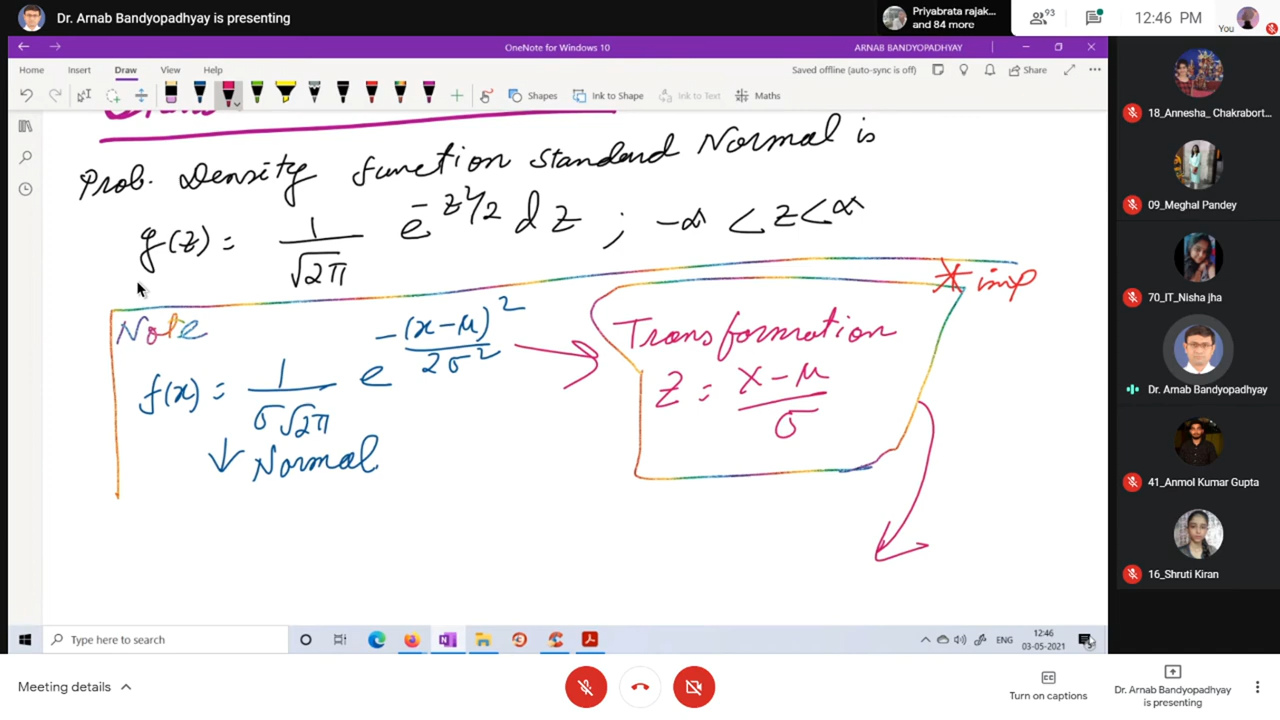 Dr. Arnab Bandyopadhyay is presenting
Priyabrata rajak...
and 84 more
93
12:46 PM
You
OneNote for Windows 10
ARNAB BANDYOPADHYAY
Home Insert Draw View Help
Saved offline (auto-sync is off)
Share
Shapes
Ink to Shape
Ink to Text
Maths
Prob. Density function standard Normal is
g(z) = 1/√2π e^-z²/2 dz ; -∞ < z < ∞
* imp
Note
f(x) = 1/σ√2π e^-(x-μ)²/2σ²
↓ Normal
Transformation
Z = X-μ/σ
18_Annesha_ Chakrabort...
09_Meghal Pandey
70_IT_Nisha jha
Dr. Arnab Bandyopadhyay
41_Anmol Kumar Gupta
16_Shruti Kiran
Type here to search
ENG
12:46
03-05-2021
Meeting details
Turn on captions
Dr. Arnab Bandyopadhyay
is presenting